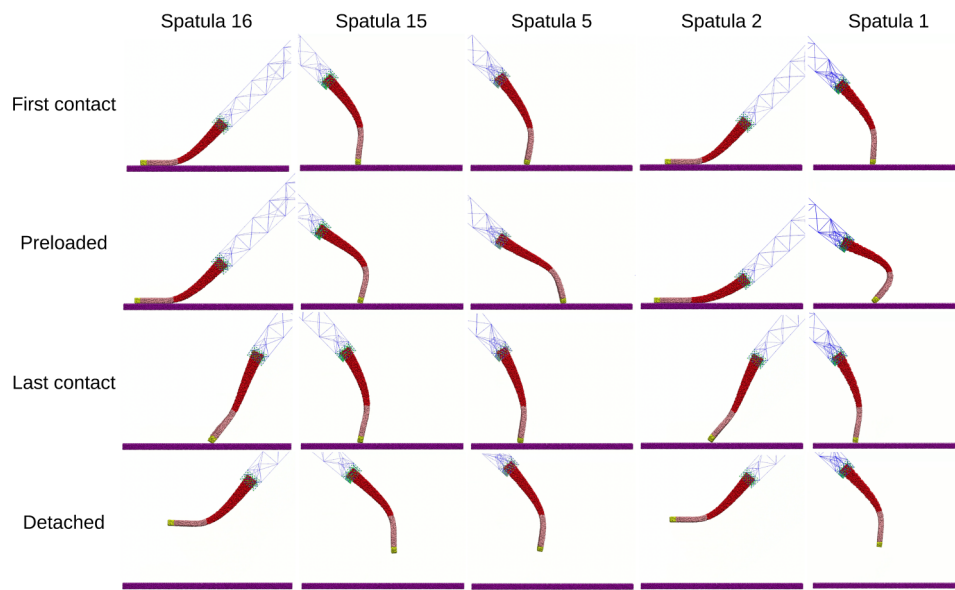 Spatula 16 Spatula 15 Spatula 5 Spatula 2 Spatula 1
First contact
Preloaded
Last contact
Detached